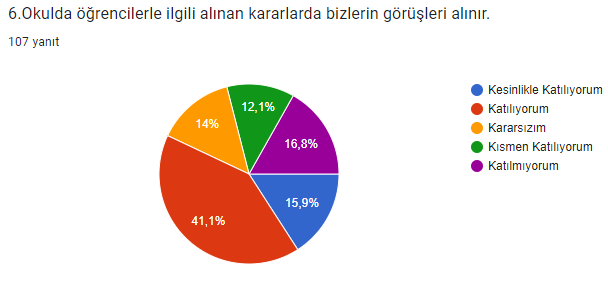 6.Okulda öğrencilerle ilgili alınan kararlarda bizlerin görüşleri alınır.
107 yanıt
Kesinlikle Katılıyorum
Katılıyorum
Kararsızım
Kısmen Katılıyorum
Katılmıyorum
12,1%
14%
16,8%
15,9%
41,1%